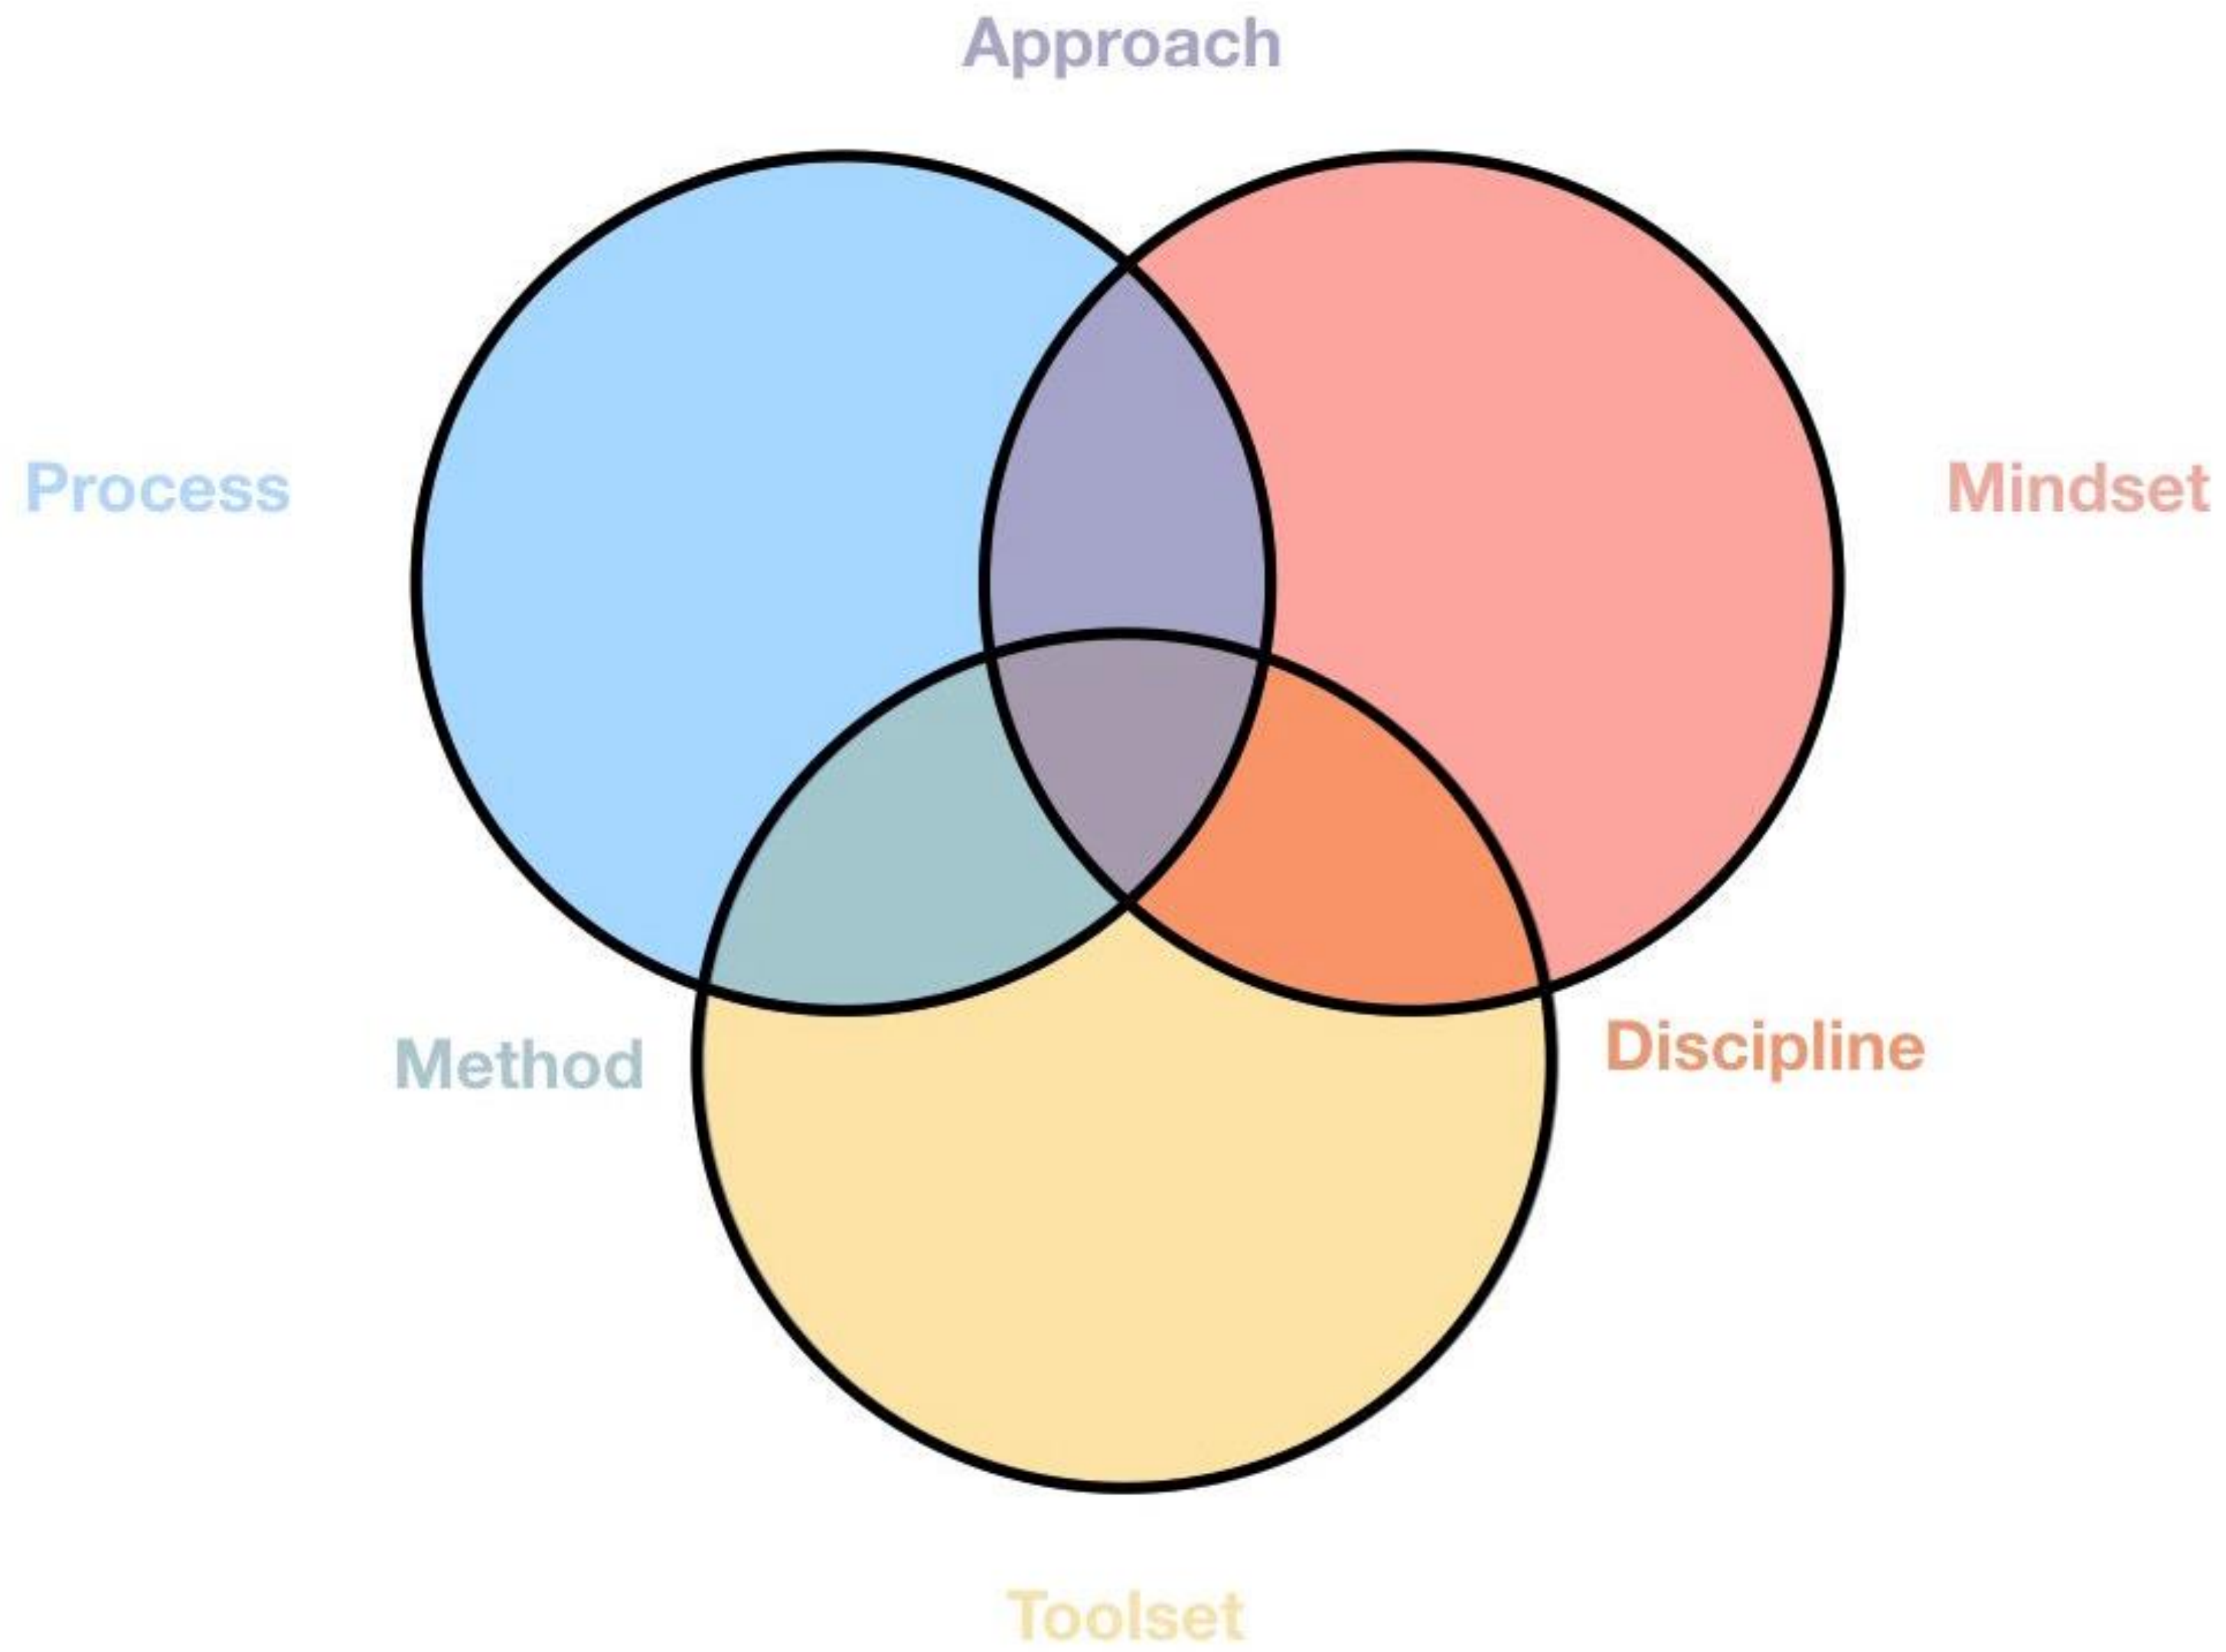 Approach
Process
Mindset
Method
Discipline
Toolset